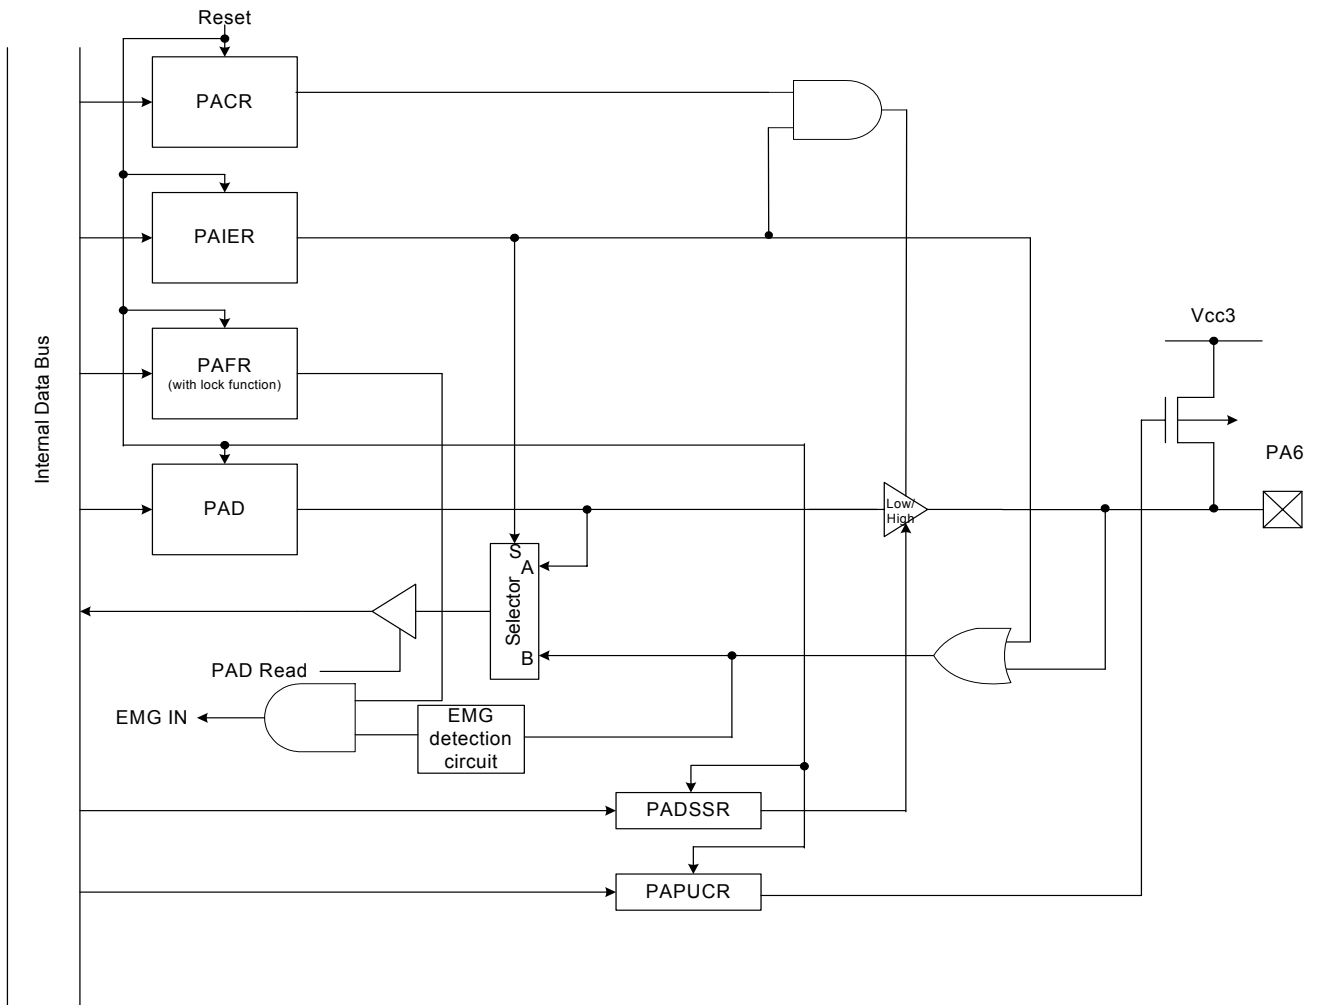 Reset
PACR
PAIER
Internal Data Bus
PAFR
(with lock function)
Vcc3
PA6
PAD
Low/
High
S
A
Selector
B
PAD Read
EMG IN
EMG
detection
circuit
PADSSR
PAPUCR